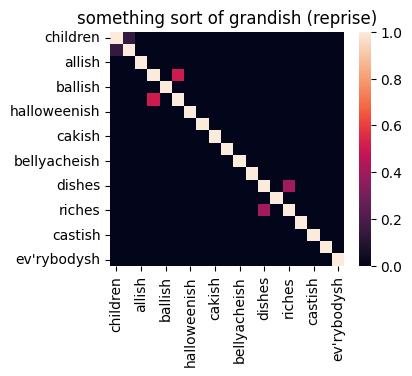 something sort of grandish (reprise)
children
allish
ballish
halloweenish
cakish
bellyacheish
dishes
riches
castish
ev'rybodysh
1.0
0.8
0.6
0.4
0.2
0.0
children
allish
ballish
halloweenish
cakish
bellyacheish
dishes
riches
castish
ev'rybodysh